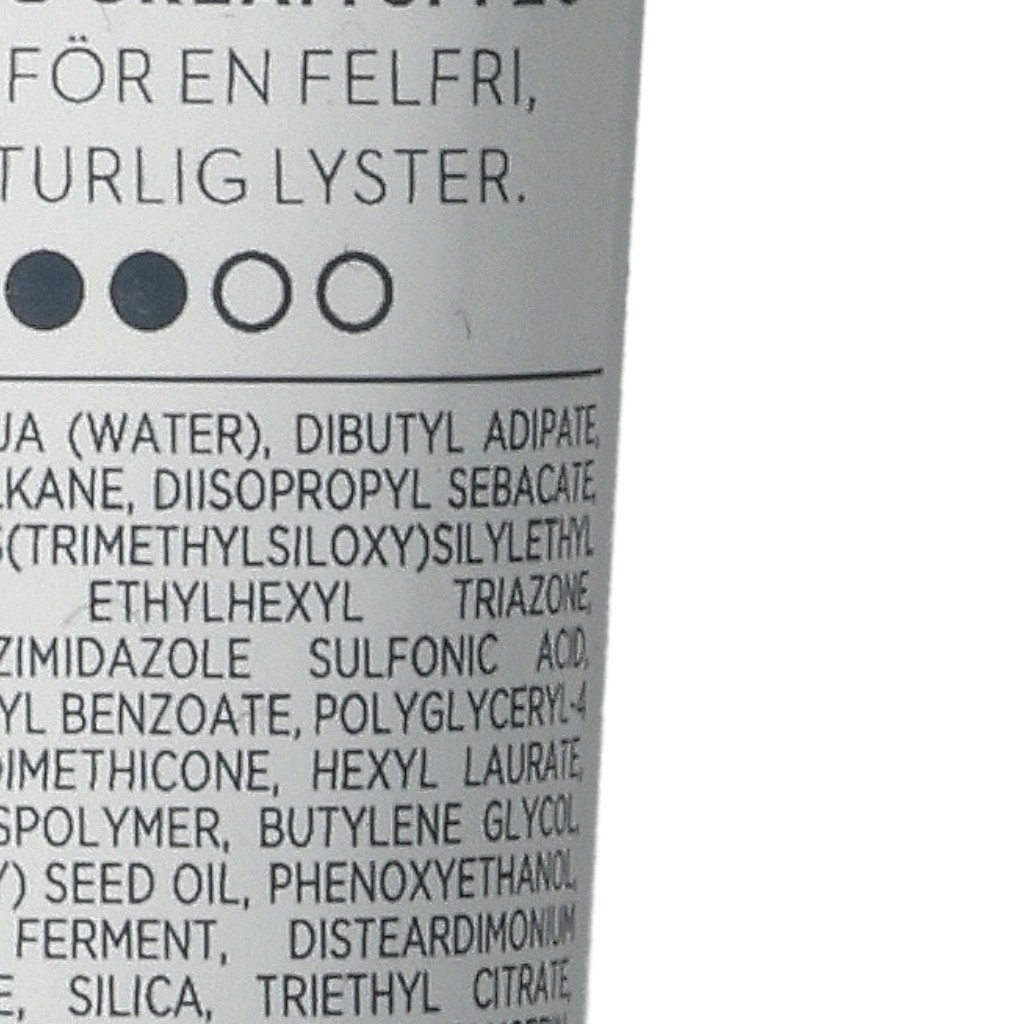 FÖR EN FELFRI,
TURLIG LYSTER.
UA (WATER), DIBUTYL ADIPATE,
LKANE, DIISOPROPYL SEBACATE,
S(TRIMETHYLSILOXY)SILYLETHYL
ETHYLHEXYL TRIAZONE,
ZIMIDAZOLE SULFONIC ACID,
YL BENZOATE, POLYGLYCERYL-4
DIMETHICONE, HEXYL LAURATE,
SPOLYMER, BUTYLENE GLYCOL,
Y) SEED OIL, PHENOXYETHANOL,
FERMENT, DISTEARDIMONIUM
E, SILICA, TRIETHYL CITRATE,